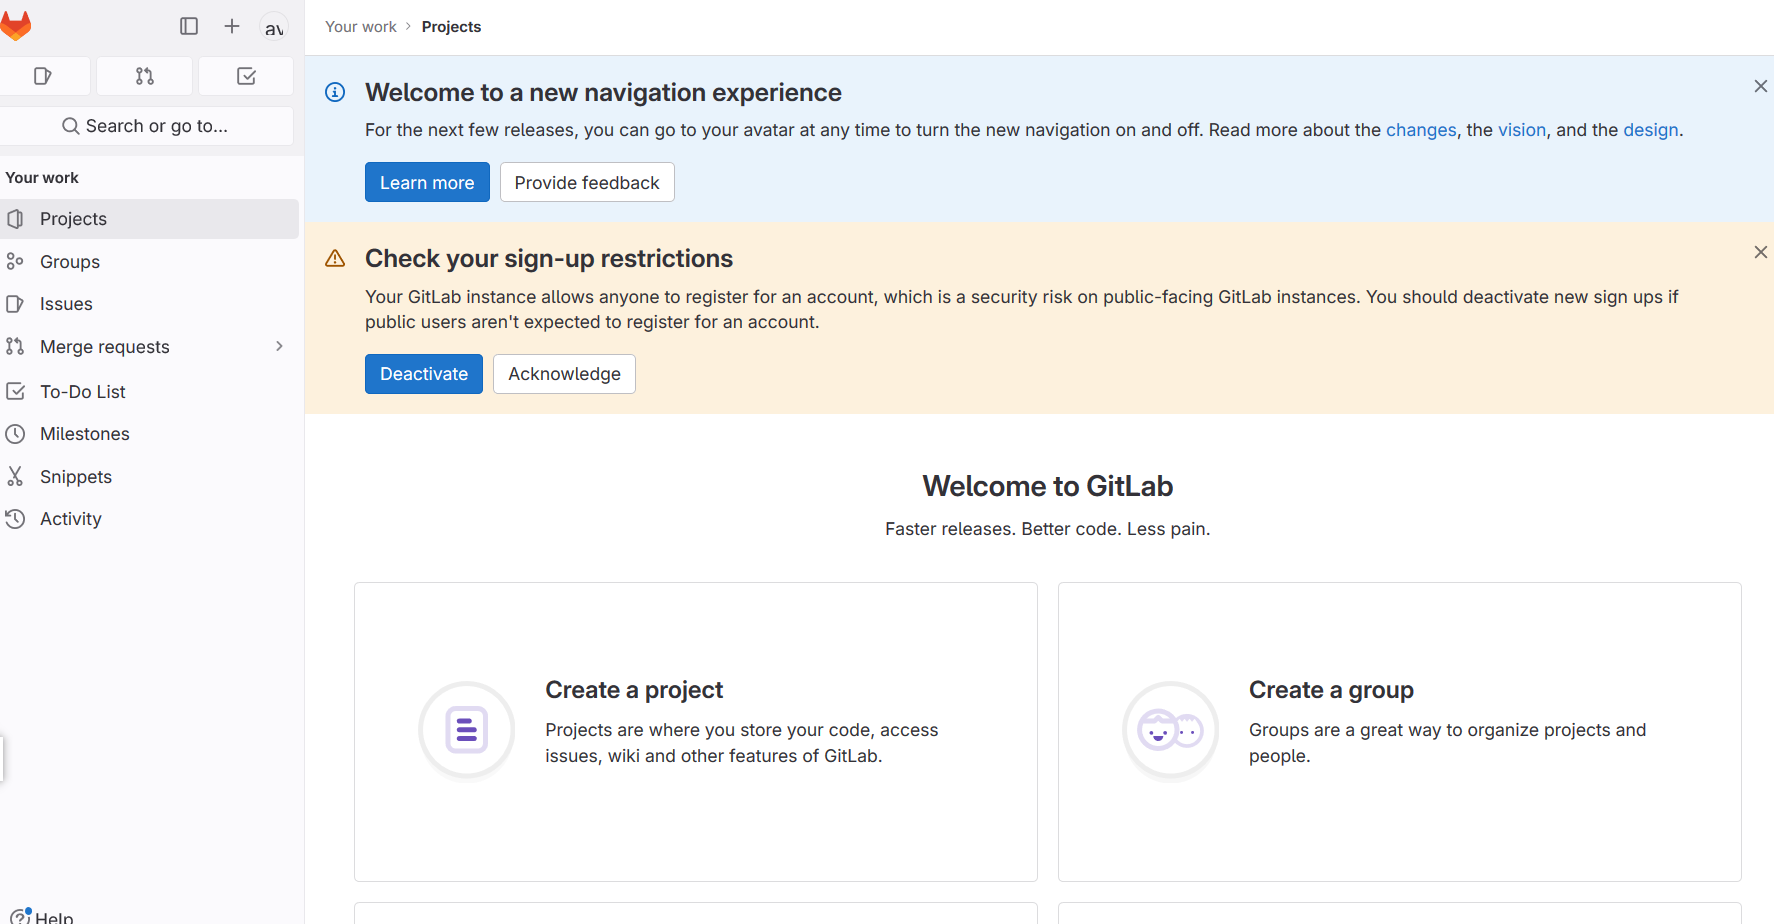 av
Search or go to...
Your work
Projects
Groups
Issues
Merge requests
To-Do List
Milestones
Snippets
Activity
Help
Your work › Projects
Welcome to a new navigation experience
For the next few releases, you can go to your avatar at any time to turn the new navigation on and off. Read more about the changes, the vision, and the design.
Learn more
Provide feedback
Check your sign-up restrictions
Your GitLab instance allows anyone to register for an account, which is a security risk on public-facing GitLab instances. You should deactivate new sign ups if
public users aren't expected to register for an account.
Deactivate
Acknowledge
Welcome to GitLab
Faster releases. Better code. Less pain.
Create a project
Projects are where you store your code, access
issues, wiki and other features of GitLab.
Create a group
Groups are a great way to organize projects and
people.